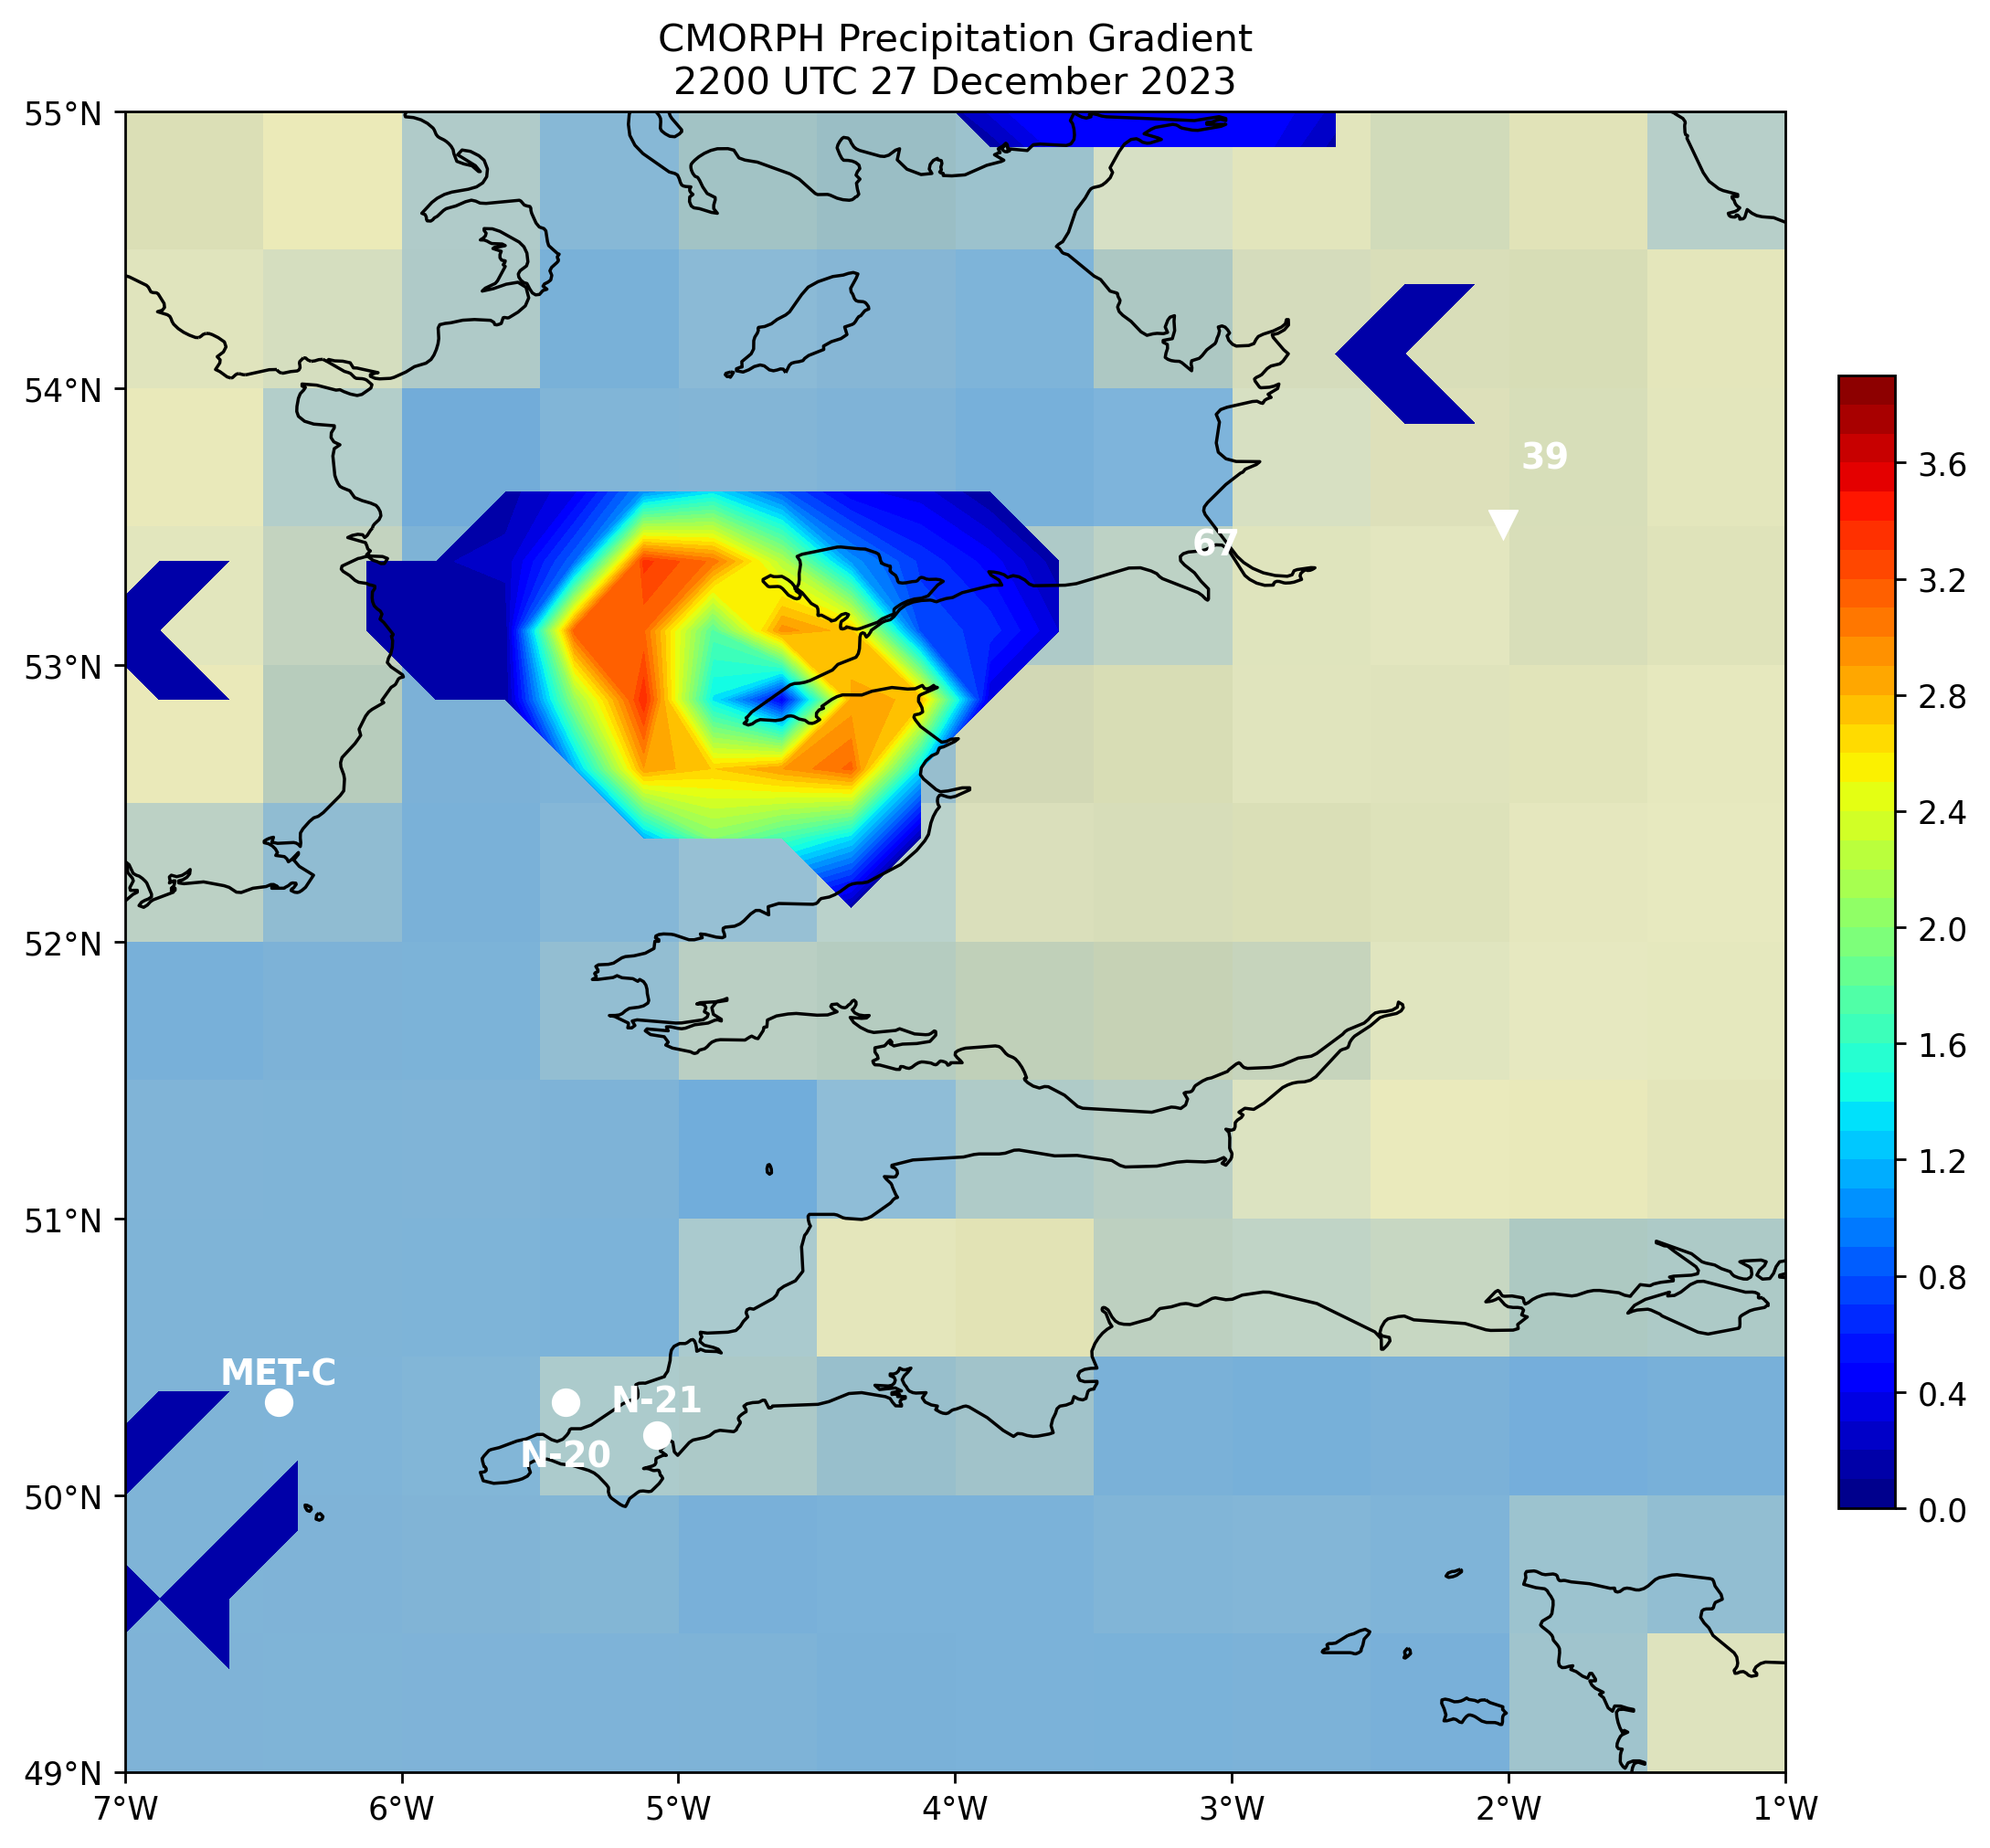 CMORPH Precipitation Gradient
2200 UTC 27 December 2023
55°N
54°N
53°N
52°N
51°N
50°N
49°N
7°W
6°W
5°W
4°W
3°W
2°W
1°W
39
67
MET-C
N-21
N-20
3.6
3.2
2.8
2.4
2.0
1.6
1.2
0.8
0.4
0.0